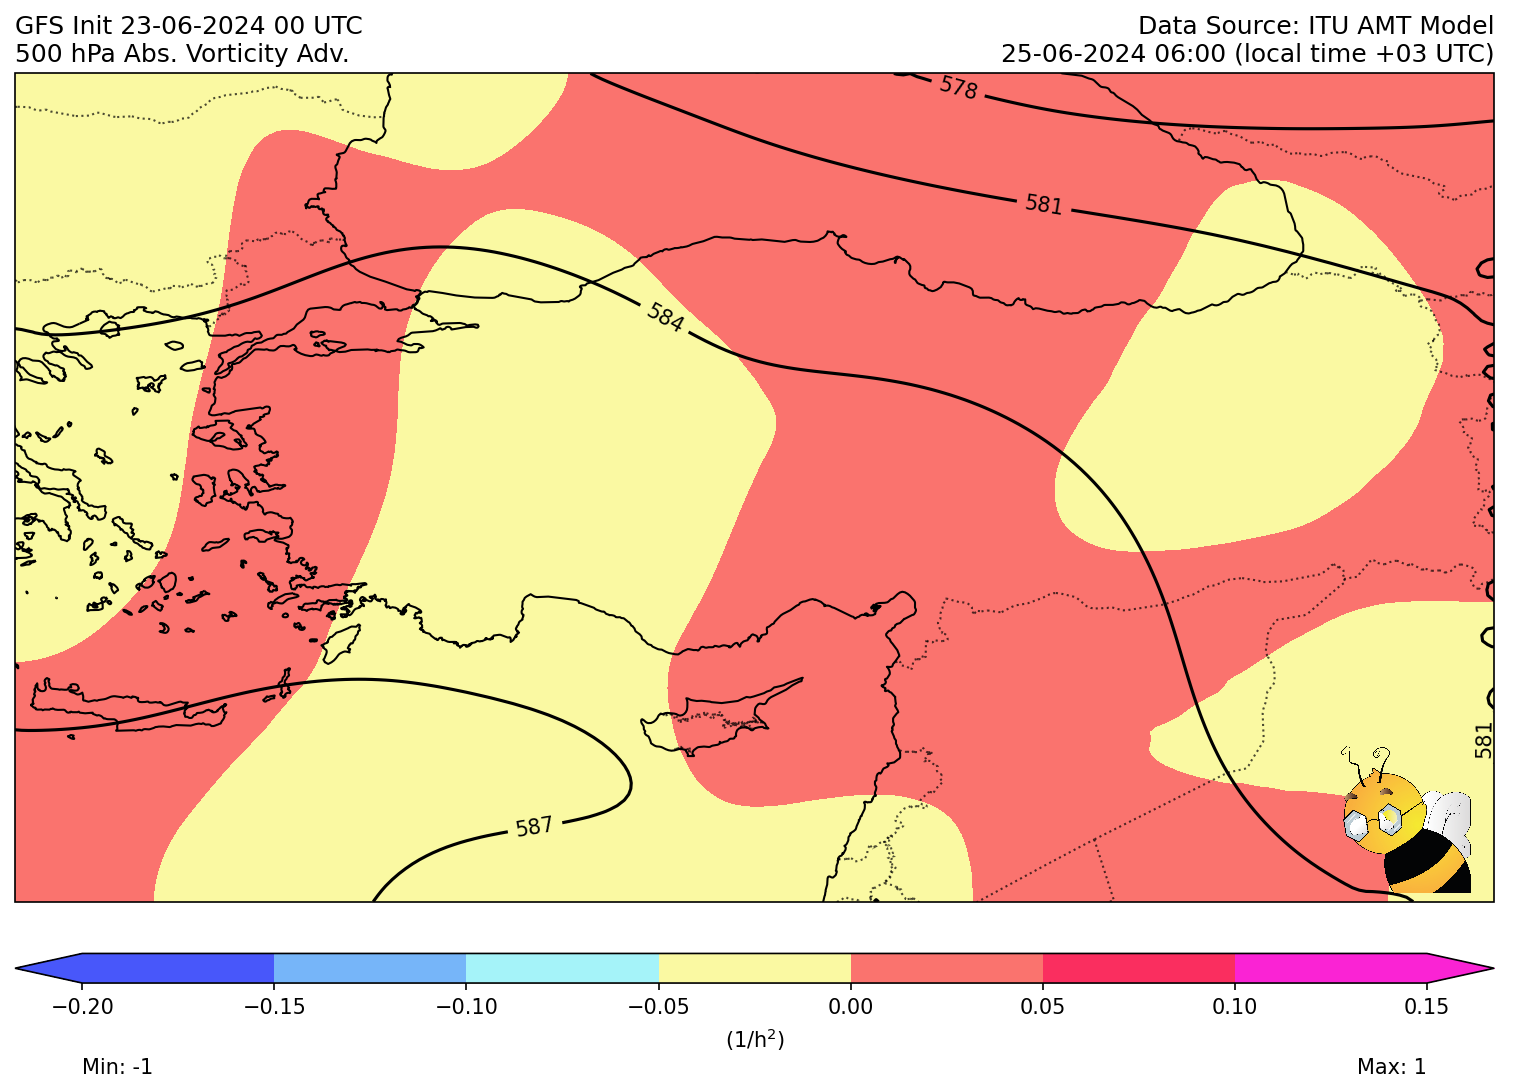 GFS Init 23-06-2024 00 UTC
500 hPa Abs. Vorticity Adv.
Data Source: ITU AMT Model
25-06-2024 06:00 (local time +03 UTC)
578
581
584
581
587
−0.20 −0.15 −0.10 −0.05 0.00 0.05 0.10 0.15
(1/h²)
Min: -1
Max: 1